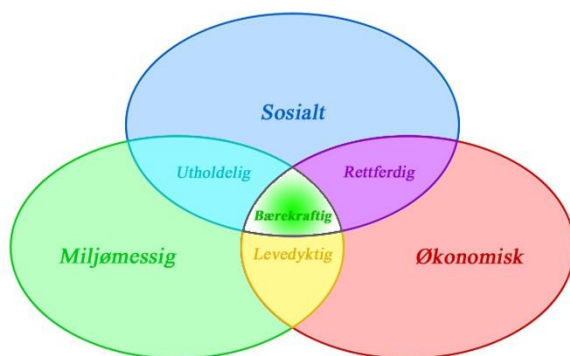 Sosialt
Utholdelig
Rettferdig
Bærekraftig
Miljømessig
Levedyktig
Økonomisk